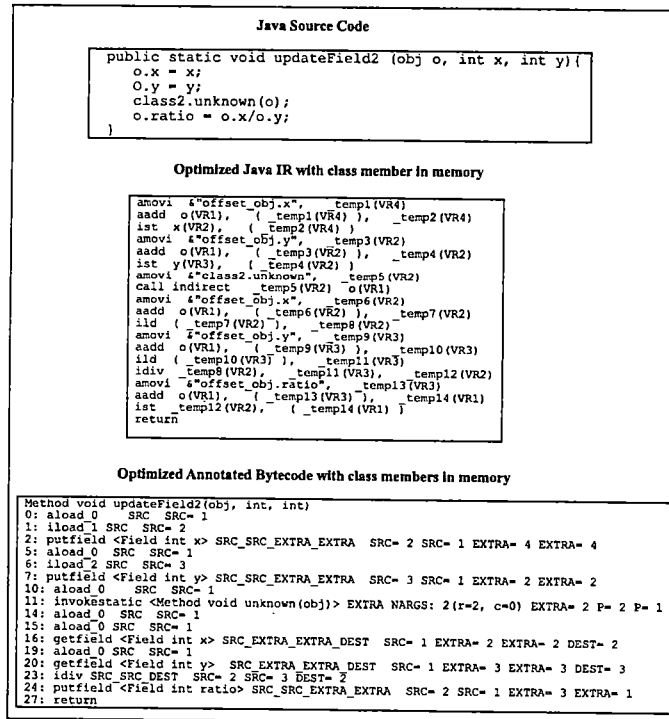 Java Source Code
public static void updateField2 (obj o, int x, int y){
o.x = x;
O.y = y;
class2.unknown(o);
o.ratio = o.x/o.y;
}
Optimized Java IR with class member in memory
amovi &"offset_obj.x", _temp1(VR4)
aadd o(VR1), ( _temp1(VR4) ), _temp2(VR4)
ist x(VR2), ( _temp2(VR4) )
amovi &"offset_obj.y", _temp3(VR2)
aadd o(VR1), ( _temp3(VR2) ), _temp4(VR2)
ist y(VR3), ( _temp4(VR2) )
amovi &"class2.unknown", _temp5(VR2)
call indirect _temp5(VR2) o(VR1)
amovi &"offset_obj.x", _temp6(VR2)
aadd o(VR1), ( _temp6(VR2) ), _temp7(VR2)
ild ( _temp7(VR2) ), _temp8(VR2)
amovi &"offset_obj.y", _temp9(VR3)
aadd o(VR1), ( _temp9(VR3) ), _temp10(VR3)
ild ( _temp10(VR3) ), _temp11(VR3)
idiv _temp8(VR2), _temp11(VR3), _temp12(VR2)
amovi &"offset_obj.ratio", _temp13(VR3)
aadd o(VR1), ( _temp13(VR3) ), _temp14(VR1)
ist _temp12(VR2), ( _temp14(VR1) )
return
Optimized Annotated Bytecode with class members in memory
Method void updateField2(obj, int, int)
0: aload_0 SRC SRC= 1
1: iload_1 SRC SRC= 2
2: putfield <Field int x> SRC_SRC_EXTRA_EXTRA SRC= 2 SRC= 1 EXTRA= 4 EXTRA= 4
5: aload_0 SRC SRC= 1
6: iload_2 SRC SRC= 3
7: putfield <Field int y> SRC_SRC_EXTRA_EXTRA SRC= 3 SRC= 1 EXTRA= 2 EXTRA= 2
10: aload_0 SRC SRC= 1
11: invokestatic <Method void unknown(obj)> EXTRA NARGS: 2(r=2, c=0) EXTRA= 2 P= 2 P= 1
14: aload_0 SRC SRC= 1
15: aload_0 SRC SRC= 1
16: getfield <Field int x> SRC_EXTRA_EXTRA_DEST SRC= 1 EXTRA= 2 EXTRA= 2 DEST= 2
19: aload_0 SRC SRC= 1
20: getfield <Field int y> SRC_EXTRA_EXTRA_DEST SRC= 1 EXTRA= 3 EXTRA= 3 DEST= 3
23: idiv SRC_SRC_DEST SRC= 2 SRC= 3 DEST= 2
24: putfield <Field int ratio> SRC_SRC_EXTRA_EXTRA SRC= 2 SRC= 1 EXTRA= 3 EXTRA= 1
27: return